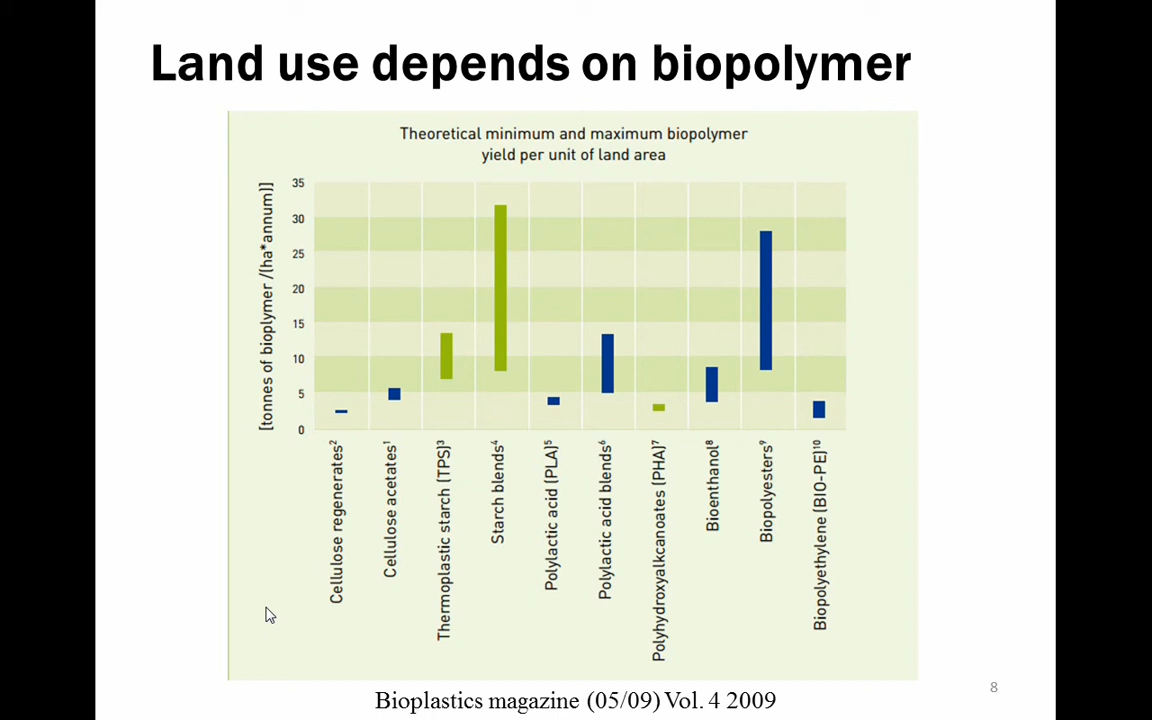 Land use depends on biopolymer
Theoretical minimum and maximum biopolymer
yield per unit of land area
[tonnes of bioplymer /(ha*annum)]
35
30
25
20
15
10
5
0
Cellulose regenerates²
Cellulose acetates¹
Thermoplastic starch (TPS)³
Starch blends⁴
Polylactic acid (PLA)⁵
Polylactic acid blends⁶
Polyhydroxyalkcanoates (PHA)⁷
Bioenthanol⁸
Biopolyesters⁹
Biopolyethylene (BIO-PE)¹⁰
Bioplastics magazine (05/09) Vol. 4 2009
8